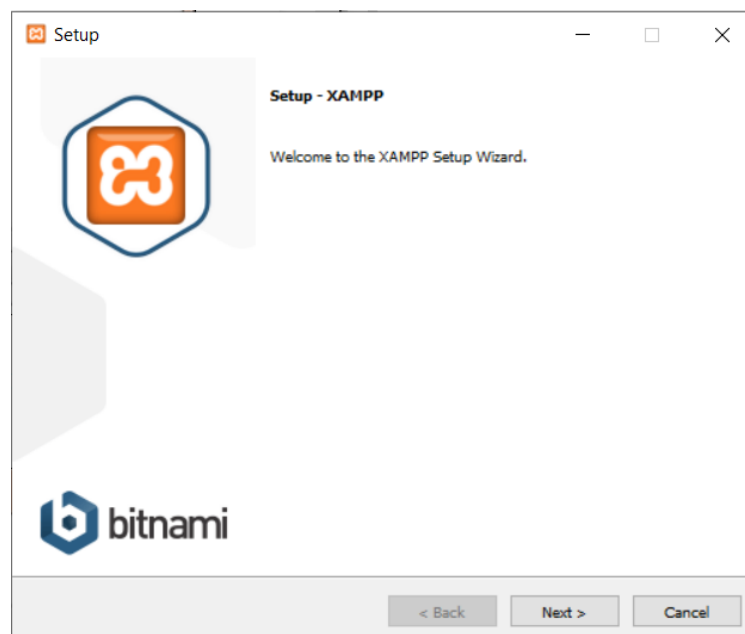 Setup
Setup - XAMPP
Welcome to the XAMPP Setup Wizard.
bitnami
< Back
Next >
Cancel